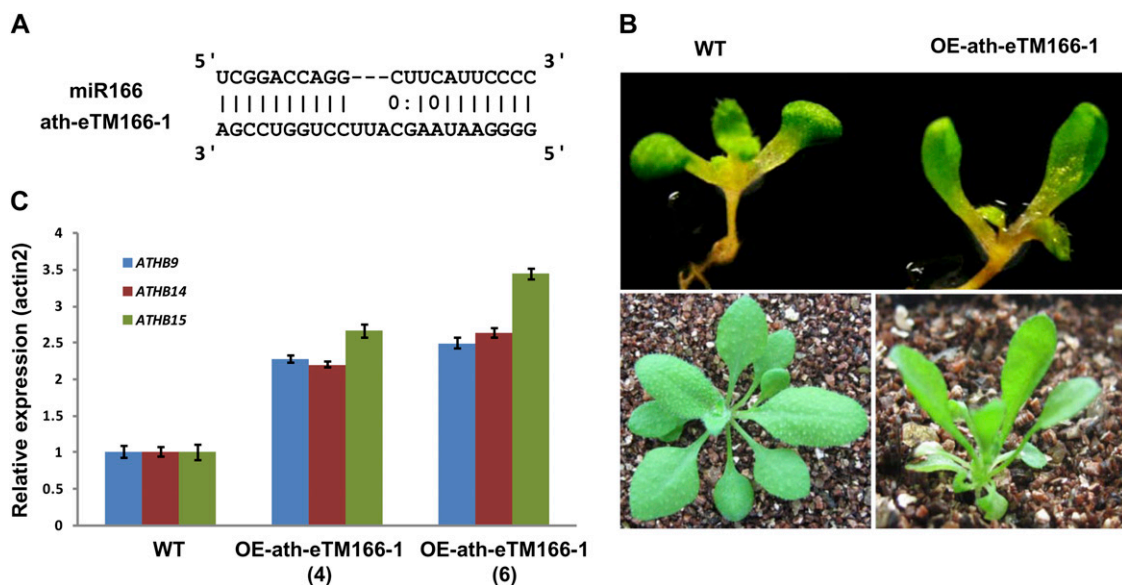 A
5' 3'
UCGGACCAGG---CUUCAUUCCCC
miR166
||||||||||   O:|O|||||||
ath-eTM166-1
AGCCUGGUCCUUACGAAUAAGGGG
3' 5'
B
WT OE-ath-eTM166-1
C
Relative expression (actin2)
4
3.5
3
2.5
2
1.5
1
0.5
0
ATHB9
ATHB14
ATHB15
WT OE-ath-eTM166-1 OE-ath-eTM166-1
(4) (6)